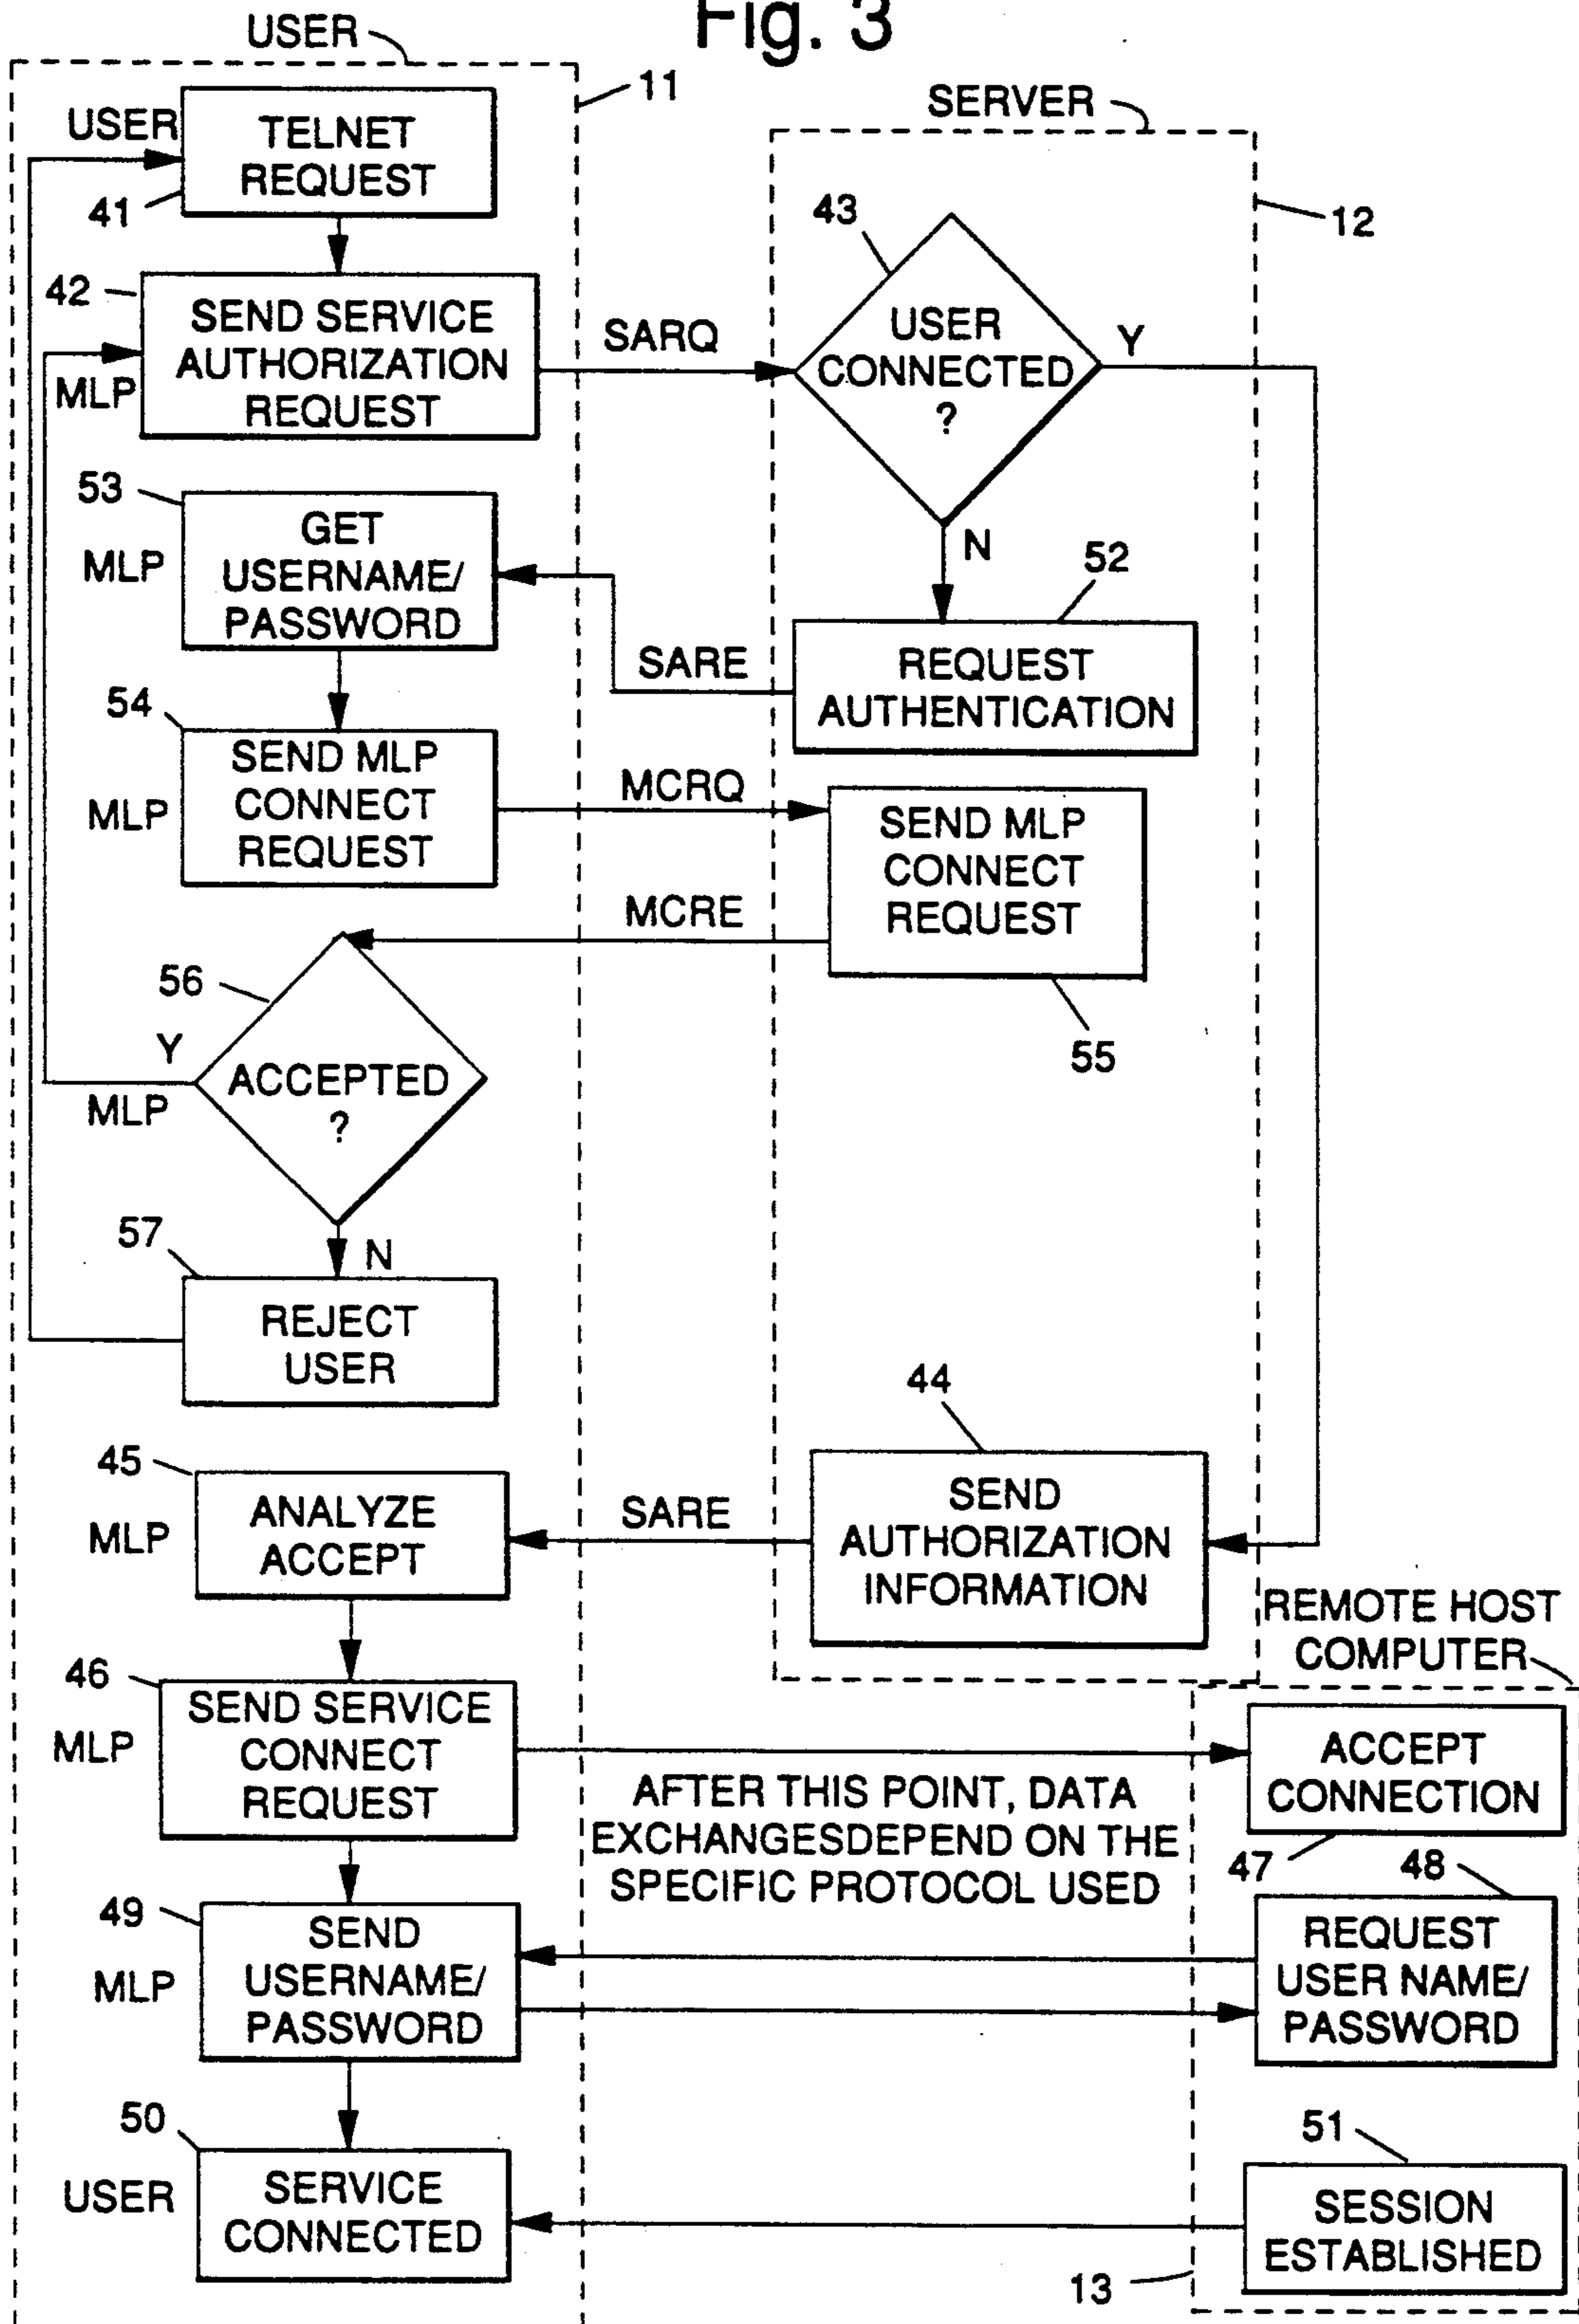 Fig. 3
USER
11
SERVER
12
USER
TELNET
REQUEST
41
42
MLP
SEND SERVICE
AUTHORIZATION
REQUEST
SARQ
43
USER
CONNECTED
?
Y
N
53
MLP
GET
USERNAME/
PASSWORD
SARE
52
REQUEST
AUTHENTICATION
54
MLP
SEND MLP
CONNECT
REQUEST
MCRQ
SEND MLP
CONNECT
REQUEST
55
MCRE
56
Y
MLP
ACCEPTED
?
N
57
REJECT
USER
44
SEND
AUTHORIZATION
INFORMATION
45
MLP
ANALYZE
ACCEPT
SARE
REMOTE HOST
COMPUTER
46
MLP
SEND SERVICE
CONNECT
REQUEST
ACCEPT
CONNECTION
47
AFTER THIS POINT, DATA
EXCHANGESDEPEND ON THE
SPECIFIC PROTOCOL USED
48
49
MLP
SEND
USERNAME/
PASSWORD
REQUEST
USER NAME/
PASSWORD
50
USER
SERVICE
CONNECTED
51
SESSION
ESTABLISHED
13